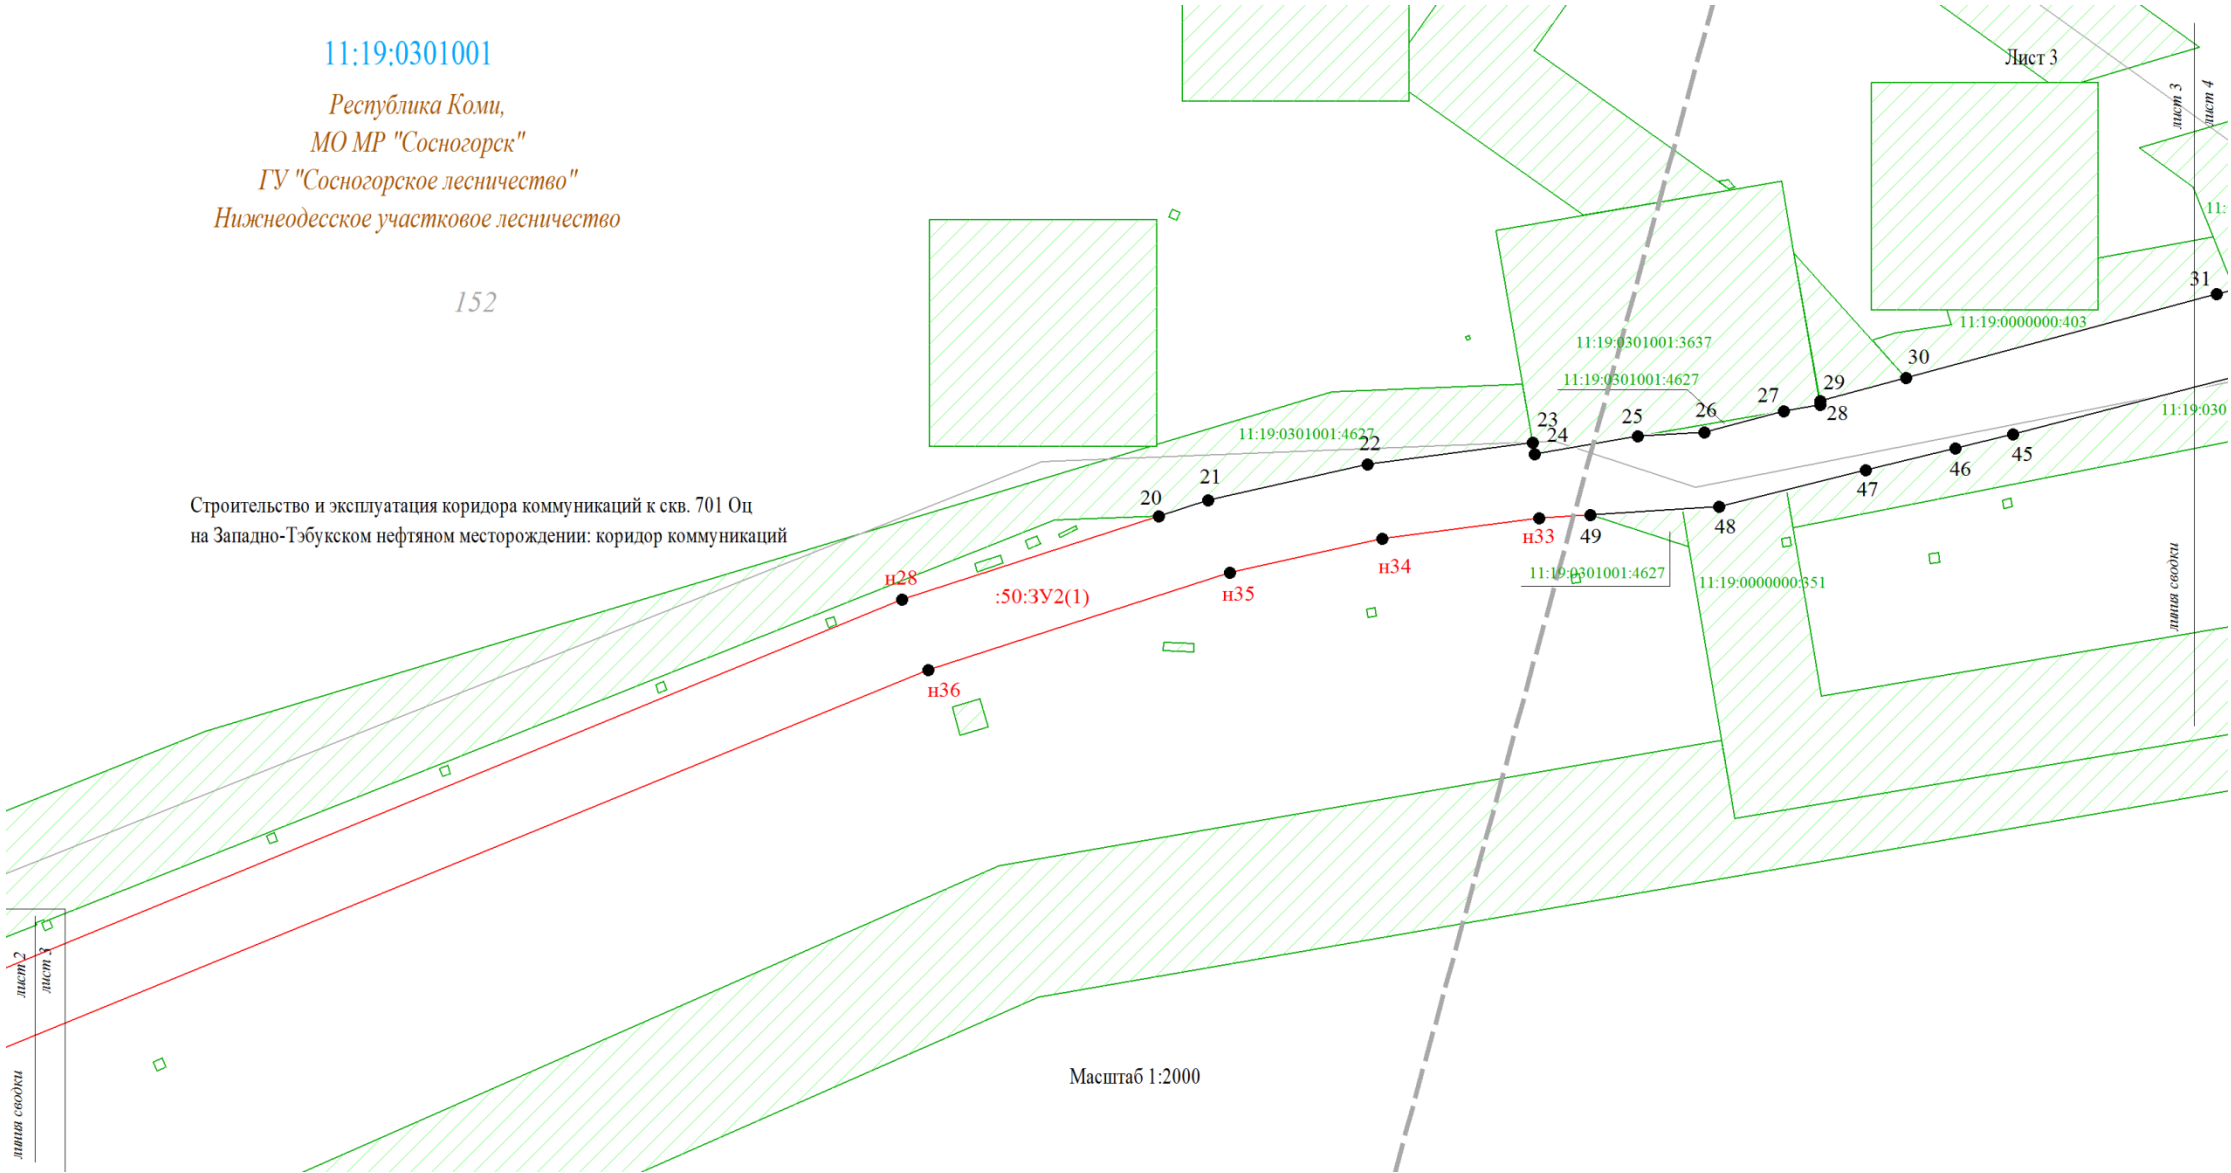 11:19:0301001
Республика Коми,
МО МР "Сосногорск"
ГУ "Сосногорское лесничество"
Нижнеодесское участковое лесничество
152
Лист 3
лист 3
лист 4
11:
31
11:19:0000000:403
11:19:0301001:3637
30
11:19:0301001:4627
29
27
28
26
11:19:030
25
23
24
11:19:0301001:4627
22
45
46
47
21
20
48
49
Строительство и эксплуатация коридора коммуникаций к скв. 701 Оц
на Западно-Тэбукском нефтяном месторождении: коридор коммуникаций
н33
н34
11:19:0301001:4627
11:19:0000000:351
н28
:50:ЗУ2(1)
н35
линия сводки
н36
лист 2
лист 3
линия сводки
Масштаб 1:2000